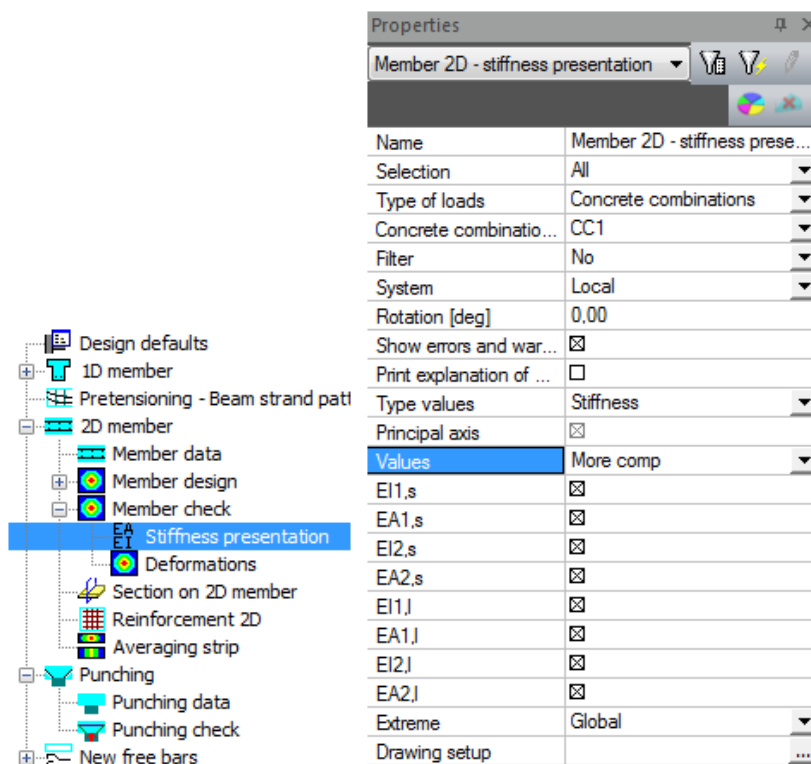 Properties
Member 2D - stiffness presentation
Name Member 2D - stiffness prese...
Selection All
Type of loads Concrete combinations
Concrete combinatio... CC1
Filter No
System Local
Rotation [deg] 0,00
Show errors and war...
Print explanation of ...
Type values Stiffness
Principal axis
Values More comp
EI1,s
EA1,s
EI2,s
EA2,s
EI1,l
EA1,l
EI2,l
EA2,l
Extreme Global
Drawing setup ...
Design defaults
1D member
Pretensioning - Beam strand patt
2D member
Member data
Member design
Member check
EA
EI Stiffness presentation
Deformations
Section on 2D member
Reinforcement 2D
Averaging strip
Punching
Punching data
Punching check
New free bars